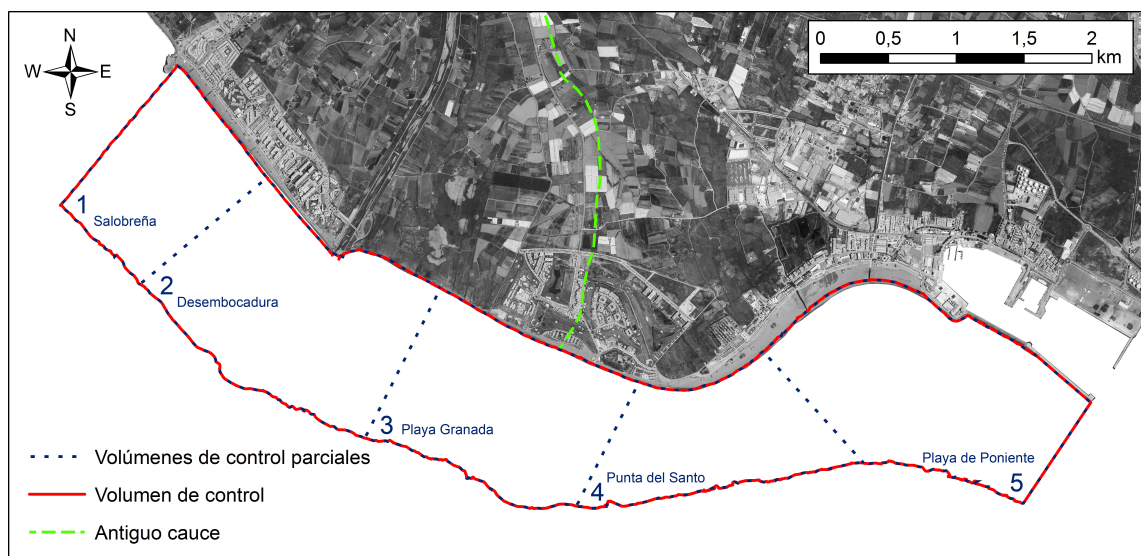 N
W E
S
0 0,5 1 1,5 2
km
1 Salobreña
2 Desembocadura
3 Playa Granada
4 Punta del Santo
Playa de Poniente 5
Volúmenes de control parciales
Volumen de control
Antiguo cauce